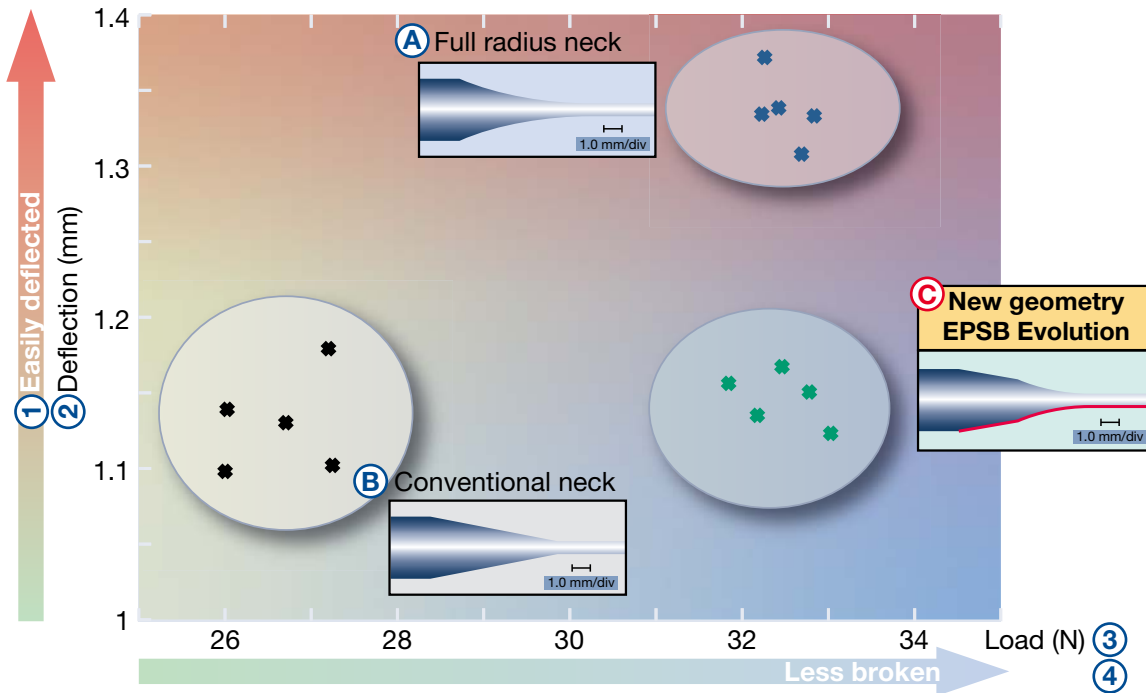 1.4
A Full radius neck
1.0 mm/div
1.3
1 Easily deflected
2 Deflection (mm)
1.2
C New geometry
EPSB Evolution
1.0 mm/div
1.1
B Conventional neck
1.0 mm/div
1
26 28 30 32 34 Load (N) 3
Less broken 4